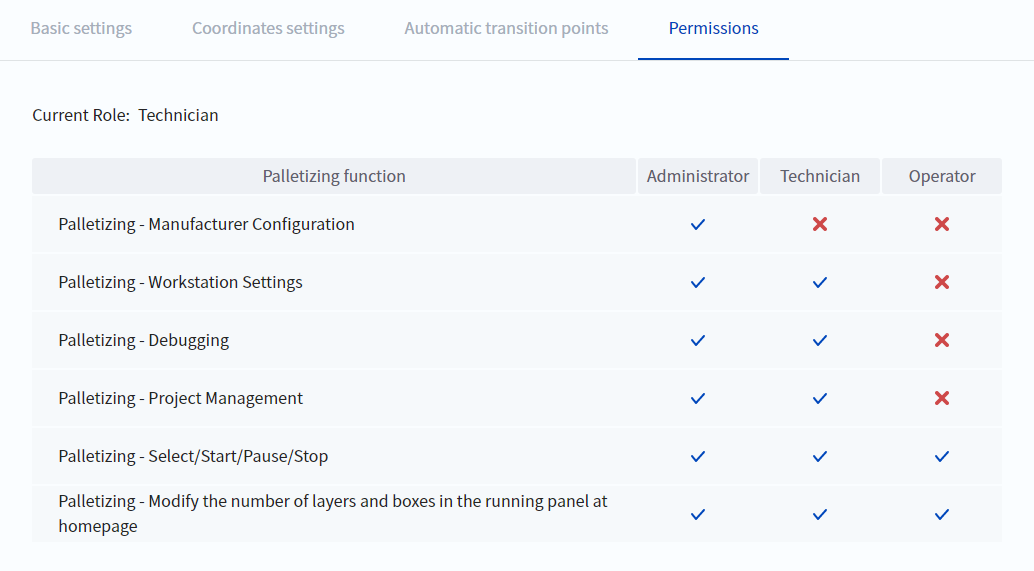 Basic settings Coordinates settings Automatic transition points Permissions
Current Role: Technician
Palletizing function Administrator Technician Operator
Palletizing - Manufacturer Configuration
Palletizing - Workstation Settings
Palletizing - Debugging
Palletizing - Project Management
Palletizing - Select/Start/Pause/Stop
Palletizing - Modify the number of layers and boxes in the running panel at
homepage